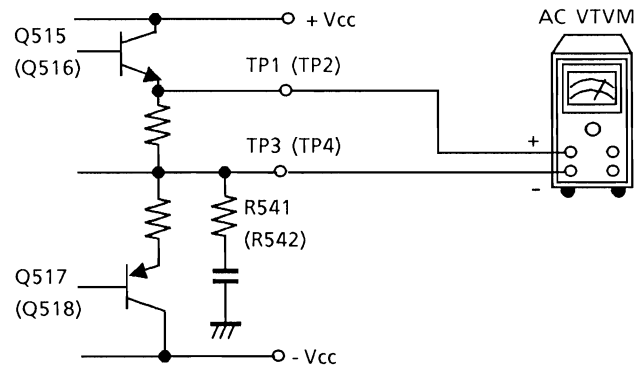 AC VTVM
Q515
(Q516)
+ Vcc
TP1 (TP2)
+
TP3 (TP4)
-
R541
(R542)
Q517
(Q518)
- Vcc